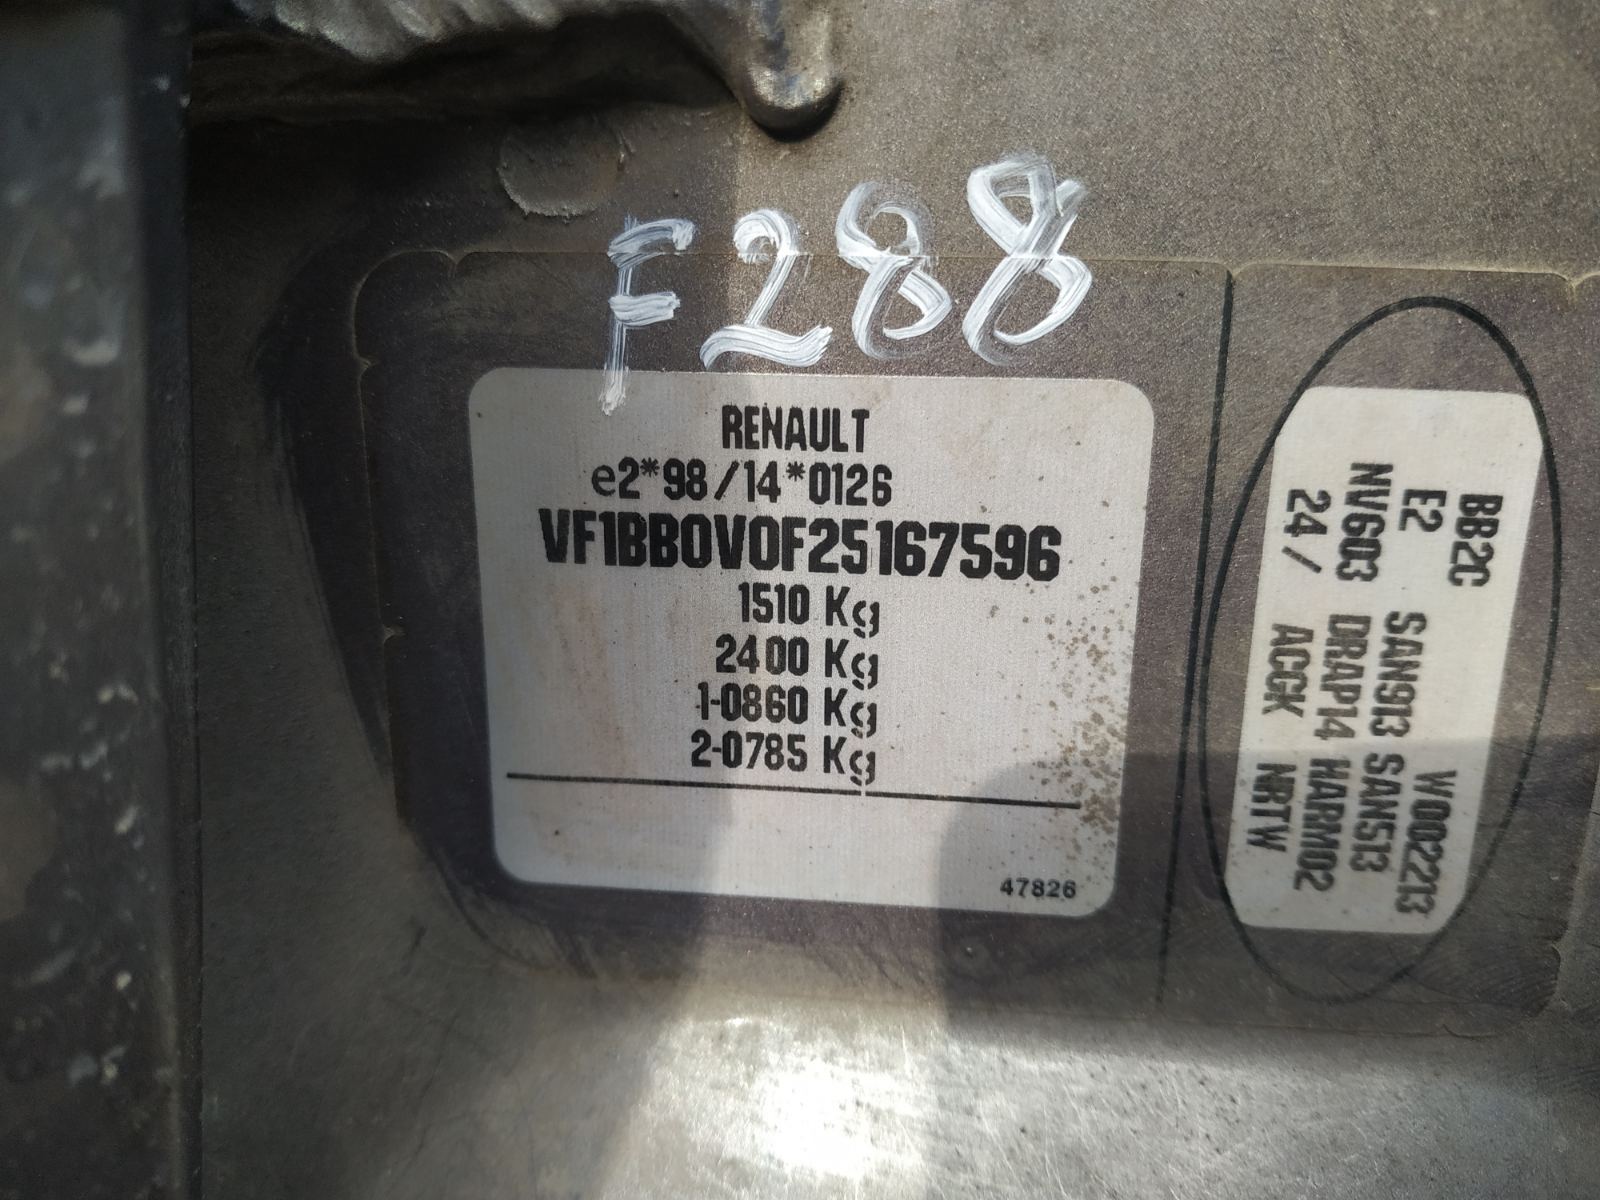 F288
RENAULT
e2*98/14*0126
VF1BB0V0F25167596
1510 Kg
2400 Kg
1-0860 Kg
2-0785 Kg
47826
BB2C W002213
E2 SAN913 SAN513
NV603 DRAP14 HARM02
24/ ACCK NRTW